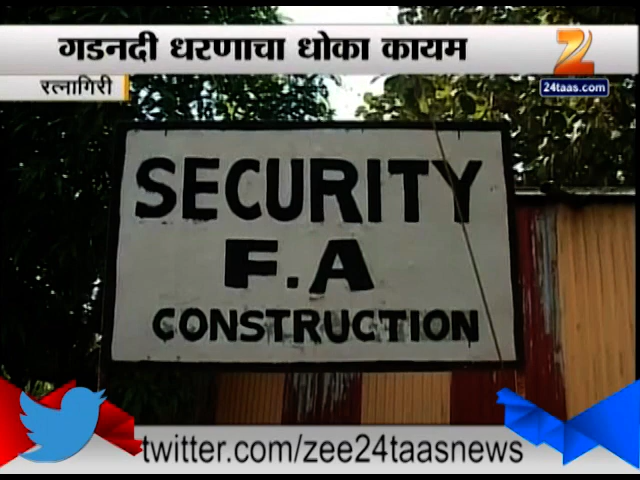 गडनदी धरणाचा धोका कायम
रत्नागिरी
24taas.com
SECURITY
F.A
CONSTRUCTION
twitter.com/zee24taasnews